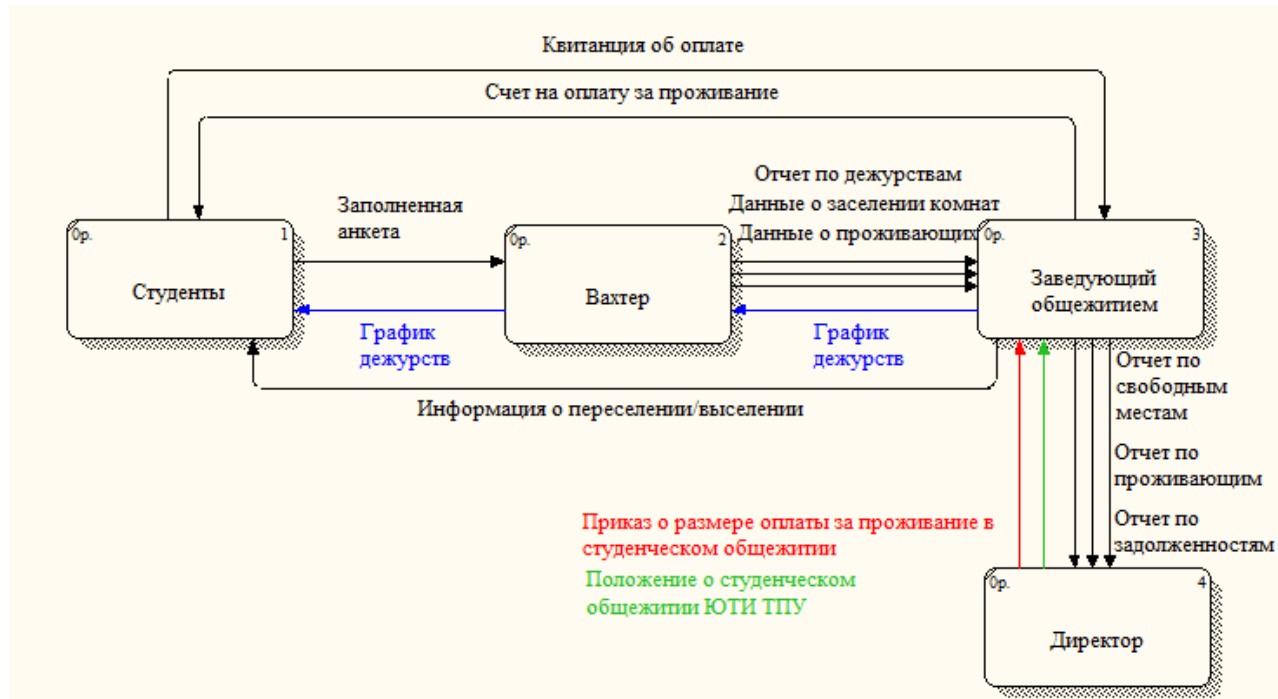 Квитанция об оплате
Счет на оплату за проживание
Заполненная
анкета
Отчет по дежурствам
Данные о заселении комнат
Данные о проживающих
0р.
1
Студенты
0р.
2
Вахтер
0р.
3
Заведующий
общежитием
График
дежурств
График
дежурств
Информация о переселении/выселении
Отчет по
свободным
местам
Отчет по
проживающим
Отчет по
задолженностям
Приказ о размере оплаты за проживание в
студенческом общежитии
Положение о студенческом
общежитии ЮТИ ТПУ
0р.
4
Директор